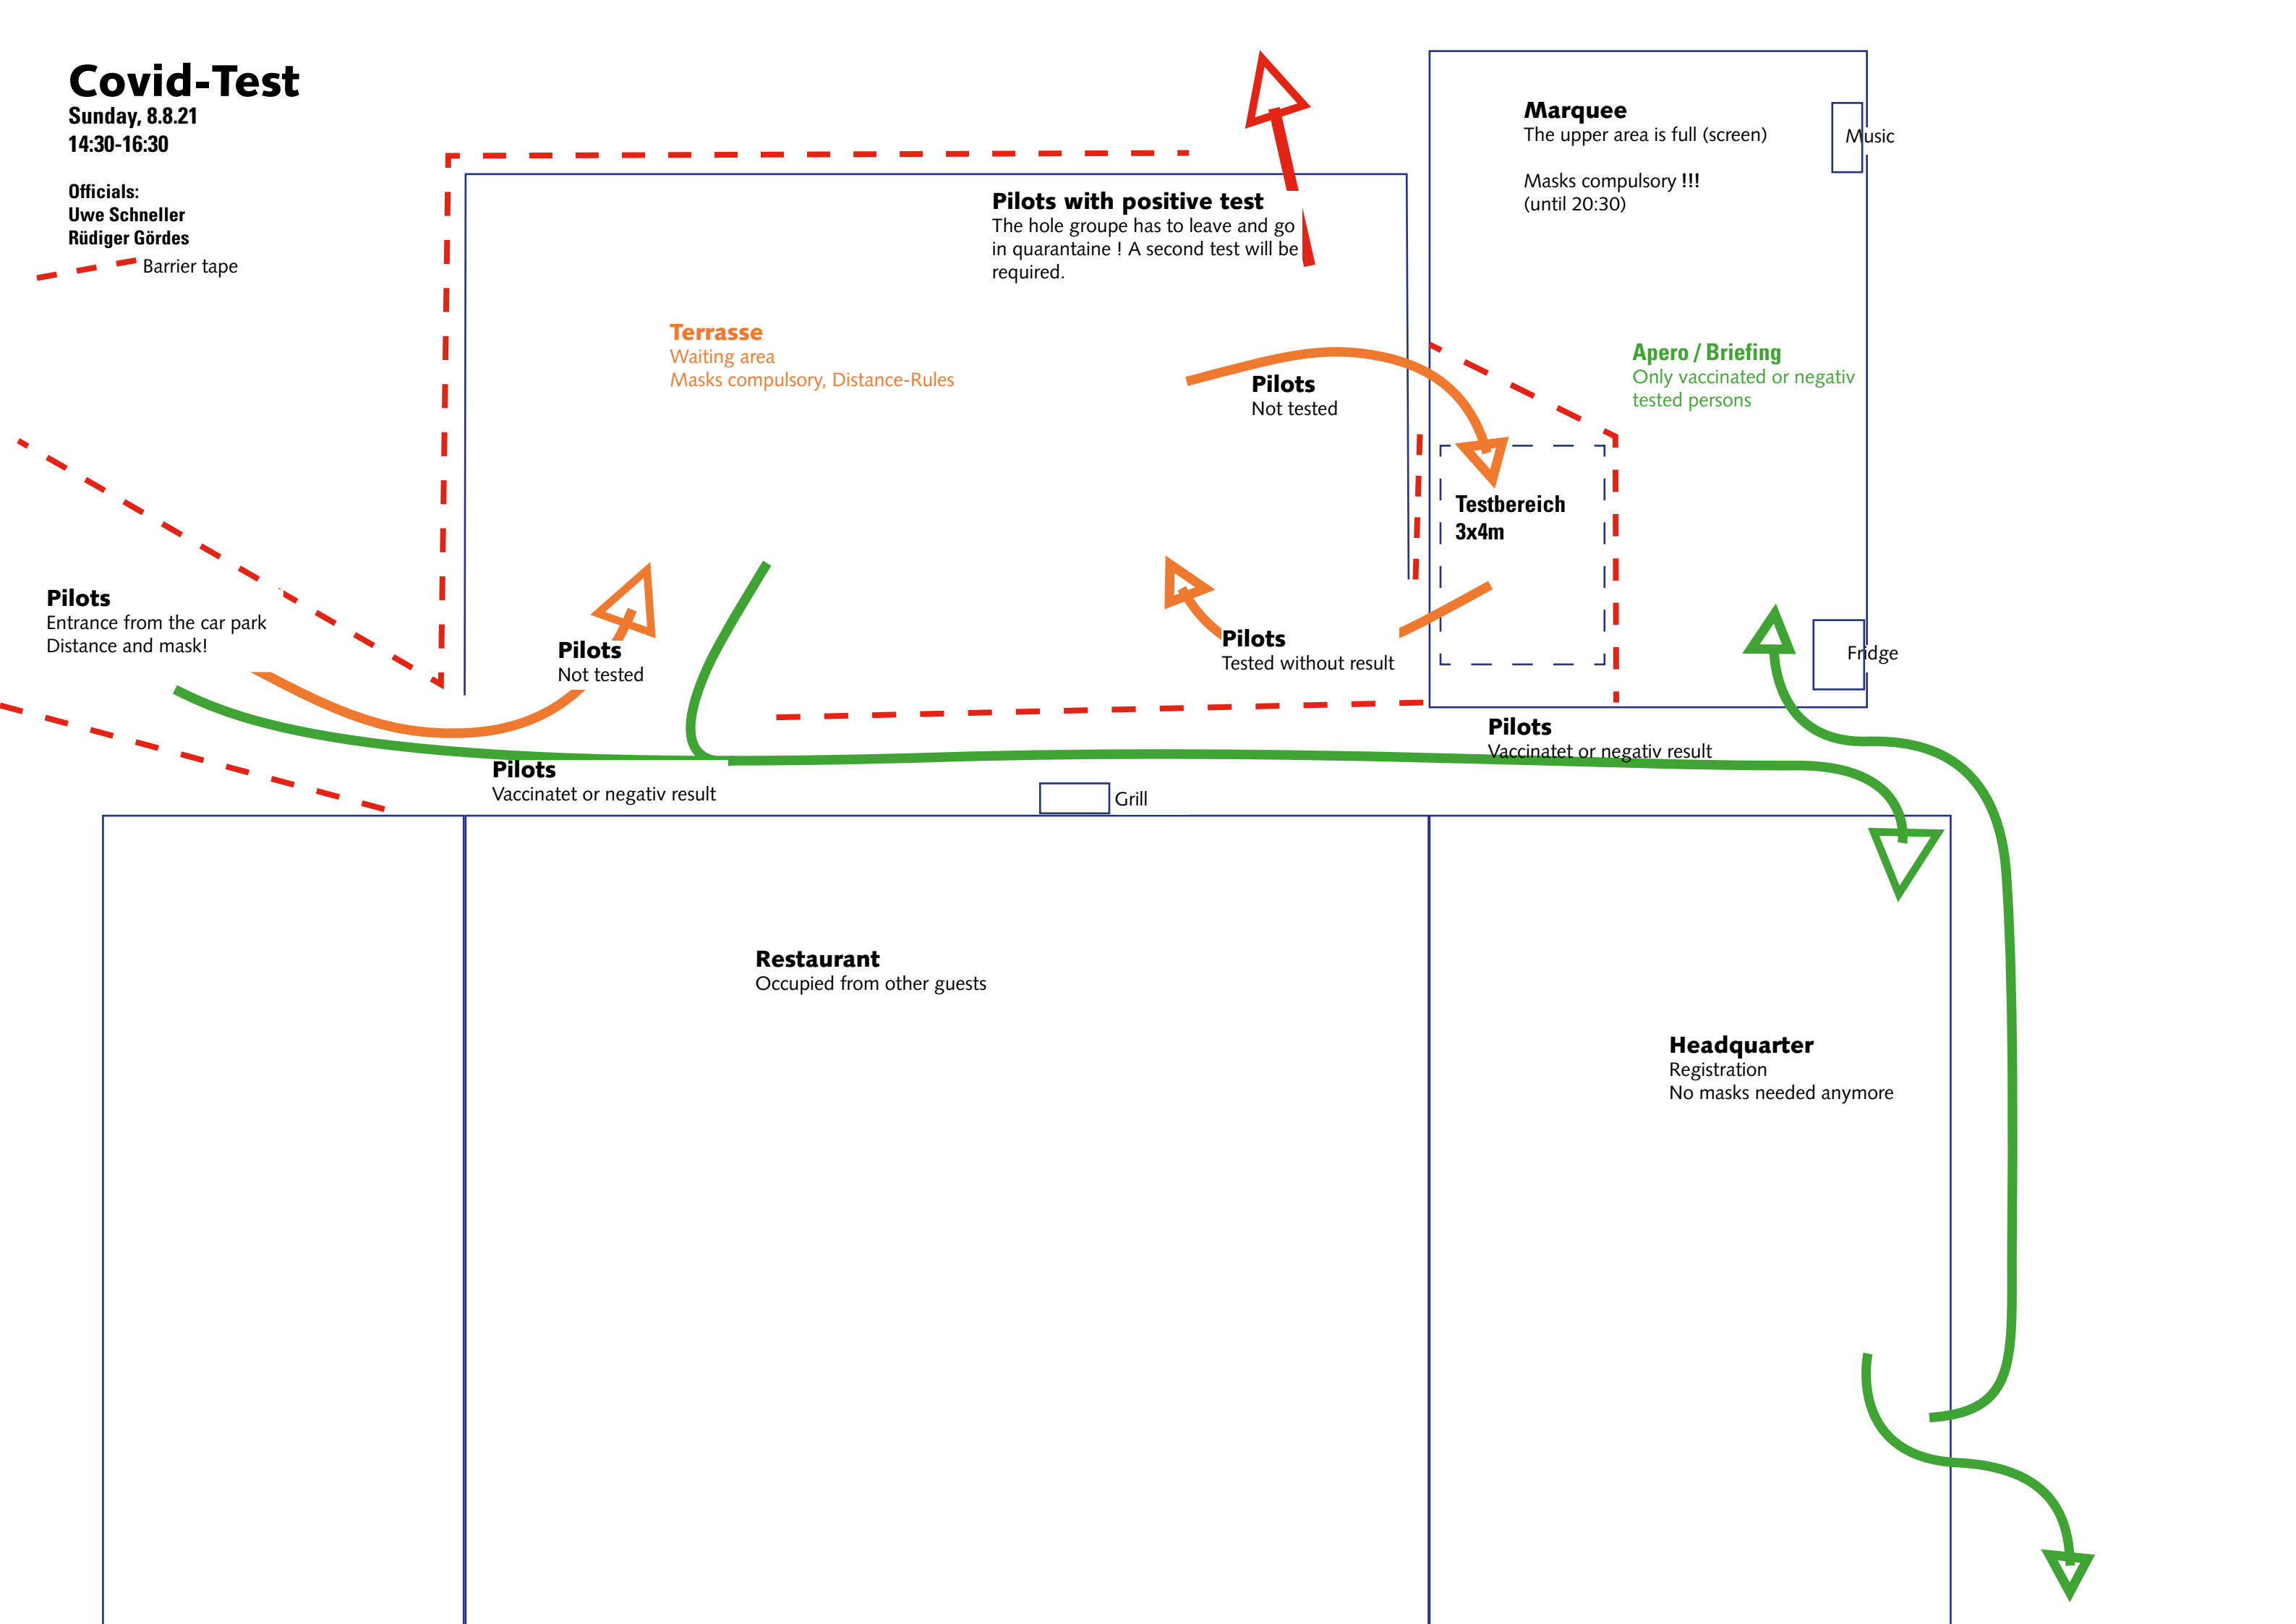 Covid-Test
Sunday, 8.8.21
14:30-16:30
Officials:
Uwe Schneller
Rüdiger Gördes
Barrier tape
Marquee
The upper area is full (screen)
Masks compulsory !!!
(until 20:30)
Music
Pilots with positive test
The hole groupe has to leave and go
in quarantaine ! A second test will be
required.
Terrasse
Waiting area
Masks compulsory, Distance-Rules
Pilots
Not tested
Apero / Briefing
Only vaccinated or negativ
tested persons
Testbereich
3x4m
Pilots
Entrance from the car park
Distance and mask!
Pilots
Not tested
Pilots
Tested without result
Fridge
Pilots
Vaccinatet or negativ result
Pilots
Vaccinatet or negativ result
Grill
Restaurant
Occupied from other guests
Headquarter
Registration
No masks needed anymore